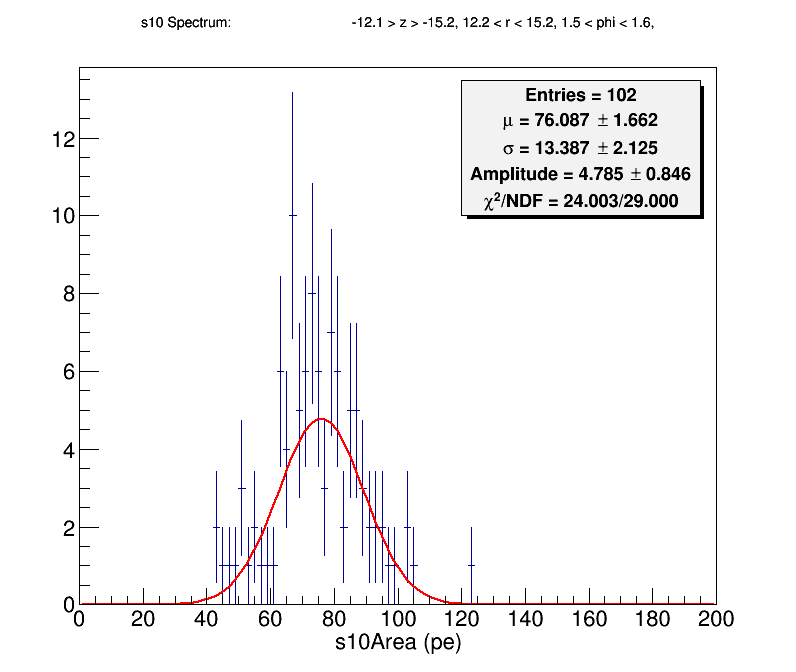 s10 Spectrum: -12.1 > z > -15.2, 12.2 < r < 15.2, 1.5 < phi < 1.6,
Entries = 102
μ = 76.087 ± 1.662
σ = 13.387 ± 2.125
Amplitude = 4.785 ± 0.846
χ²/NDF = 24.003/29.000
12
10
8
6
4
2
0
0 20 40 60 80 100 120 140 160 180 200
s10Area (pe)